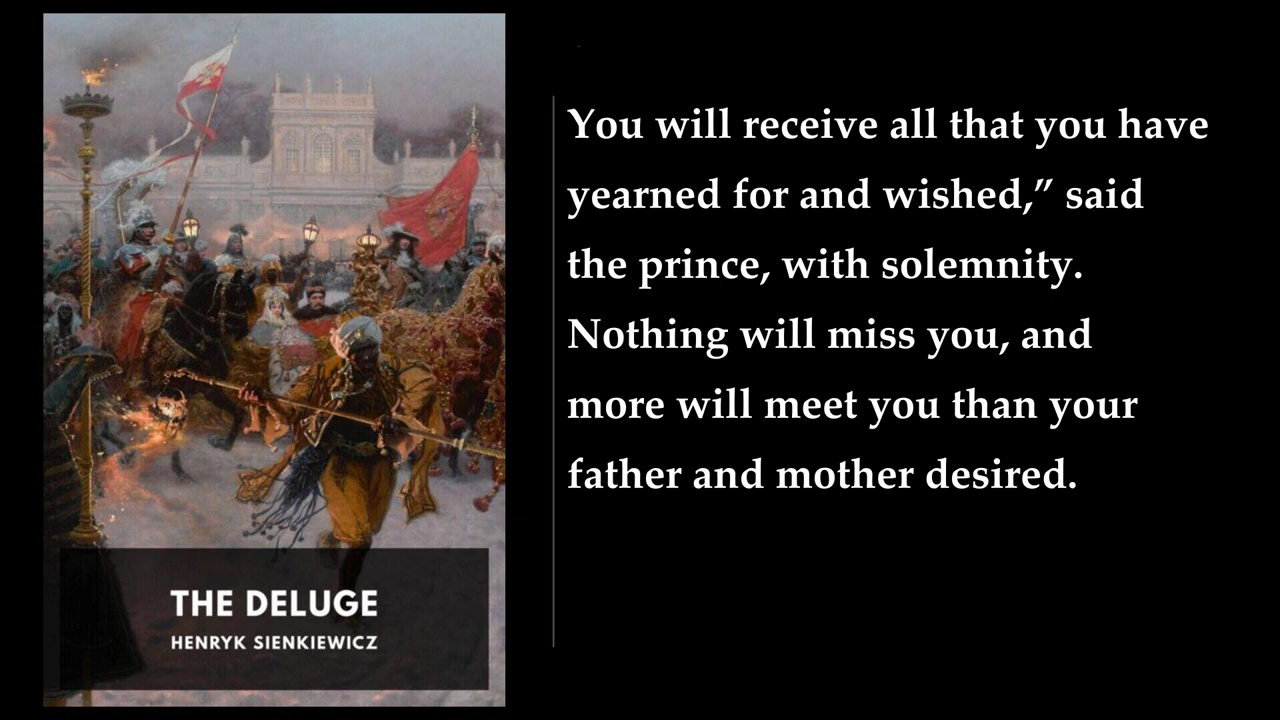 You will receive all that you have
yearned for and wished,” said
the prince, with solemnity.
Nothing will miss you, and
more will meet you than your
father and mother desired.
THE DELUGE
HENRYK SIENKIEWICZ